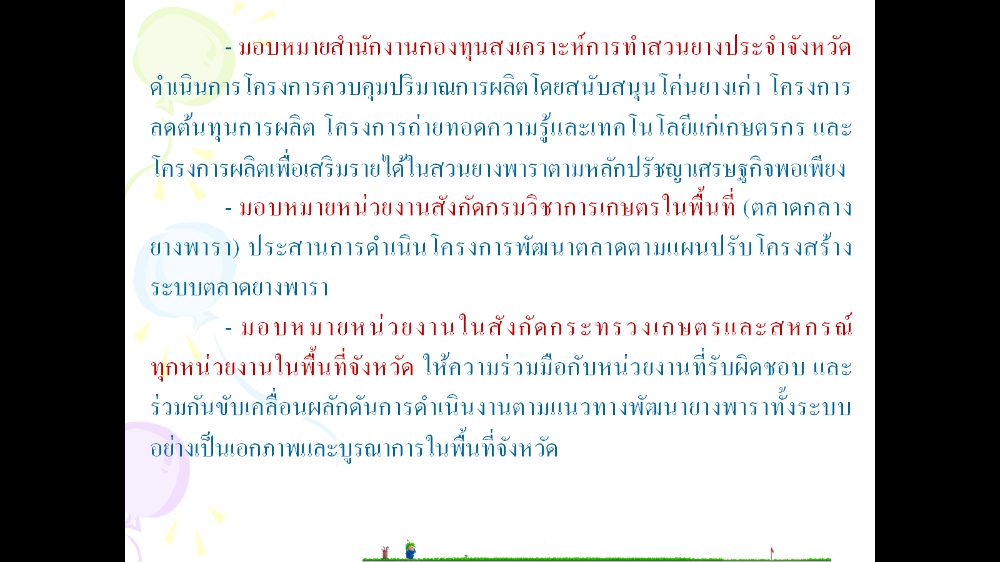 - มอบหมายสำนักงานกองทุนสงเคราะห์การทำสวนยางประจำจังหวัด
ดำเนินการโครงการควบคุมปริมาณการผลิตโดยสนับสนุนโค่นยางเก่า โครงการ
ลดต้นทุนการผลิต โครงการถ่ายทอดความรู้และเทคโนโลยีแก่เกษตรกร และ
โครงการผลิตเพื่อเสริมรายได้ในสวนยางพาราตามหลักปรัชญาเศรษฐกิจพอเพียง
- มอบหมายหน่วยงานสังกัดกรมวิชาการเกษตรในพื้นที่ (ตลาดกลาง
ยางพารา) ประสานการดำเนินโครงการพัฒนาตลาดตามแผนปรับโครงสร้าง
ระบบตลาดยางพารา
- มอบหมายหน่วยงานในสังกัดกระทรวงเกษตรและสหกรณ์
ทุกหน่วยงานในพื้นที่จังหวัด ให้ความร่วมมือกับหน่วยงานที่รับผิดชอบ และ
ร่วมกันขับเคลื่อนผลักดันการดำเนินงานตามแนวทางพัฒนายางพาราทั้งระบบ
อย่างเป็นเอกภาพและบูรณาการในพื้นที่จังหวัด